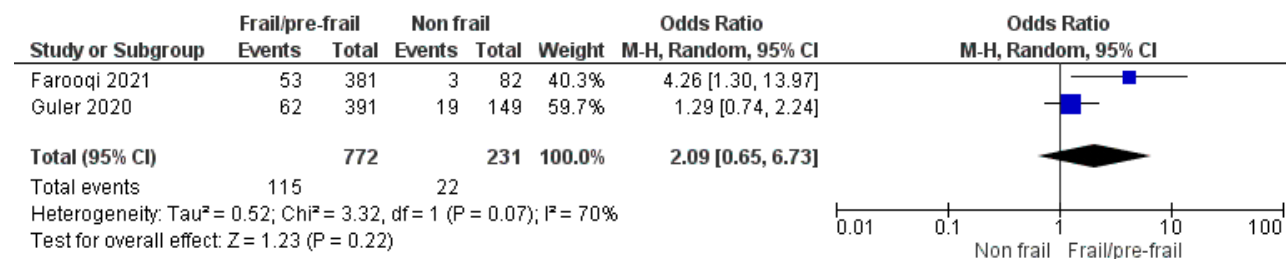 Frail/pre-frail Non frail Odds Ratio Odds Ratio
Study or Subgroup Events Total Events Total Weight M-H, Random, 95% CI M-H, Random, 95% CI
Farooqi 2021 53 381 3 82 40.3% 4.26 [1.30, 13.97]
Guler 2020 62 391 19 149 59.7% 1.29 [0.74, 2.24]
Total (95% CI) 772 231 100.0% 2.09 [0.65, 6.73]
Total events 115 22
Heterogeneity: Tau² = 0.52; Chi² = 3.32, df = 1 (P = 0.07); I² = 70%
Test for overall effect: Z = 1.23 (P = 0.22)
0.01 0.1 1 10 100
Non frail Frail/pre-frail